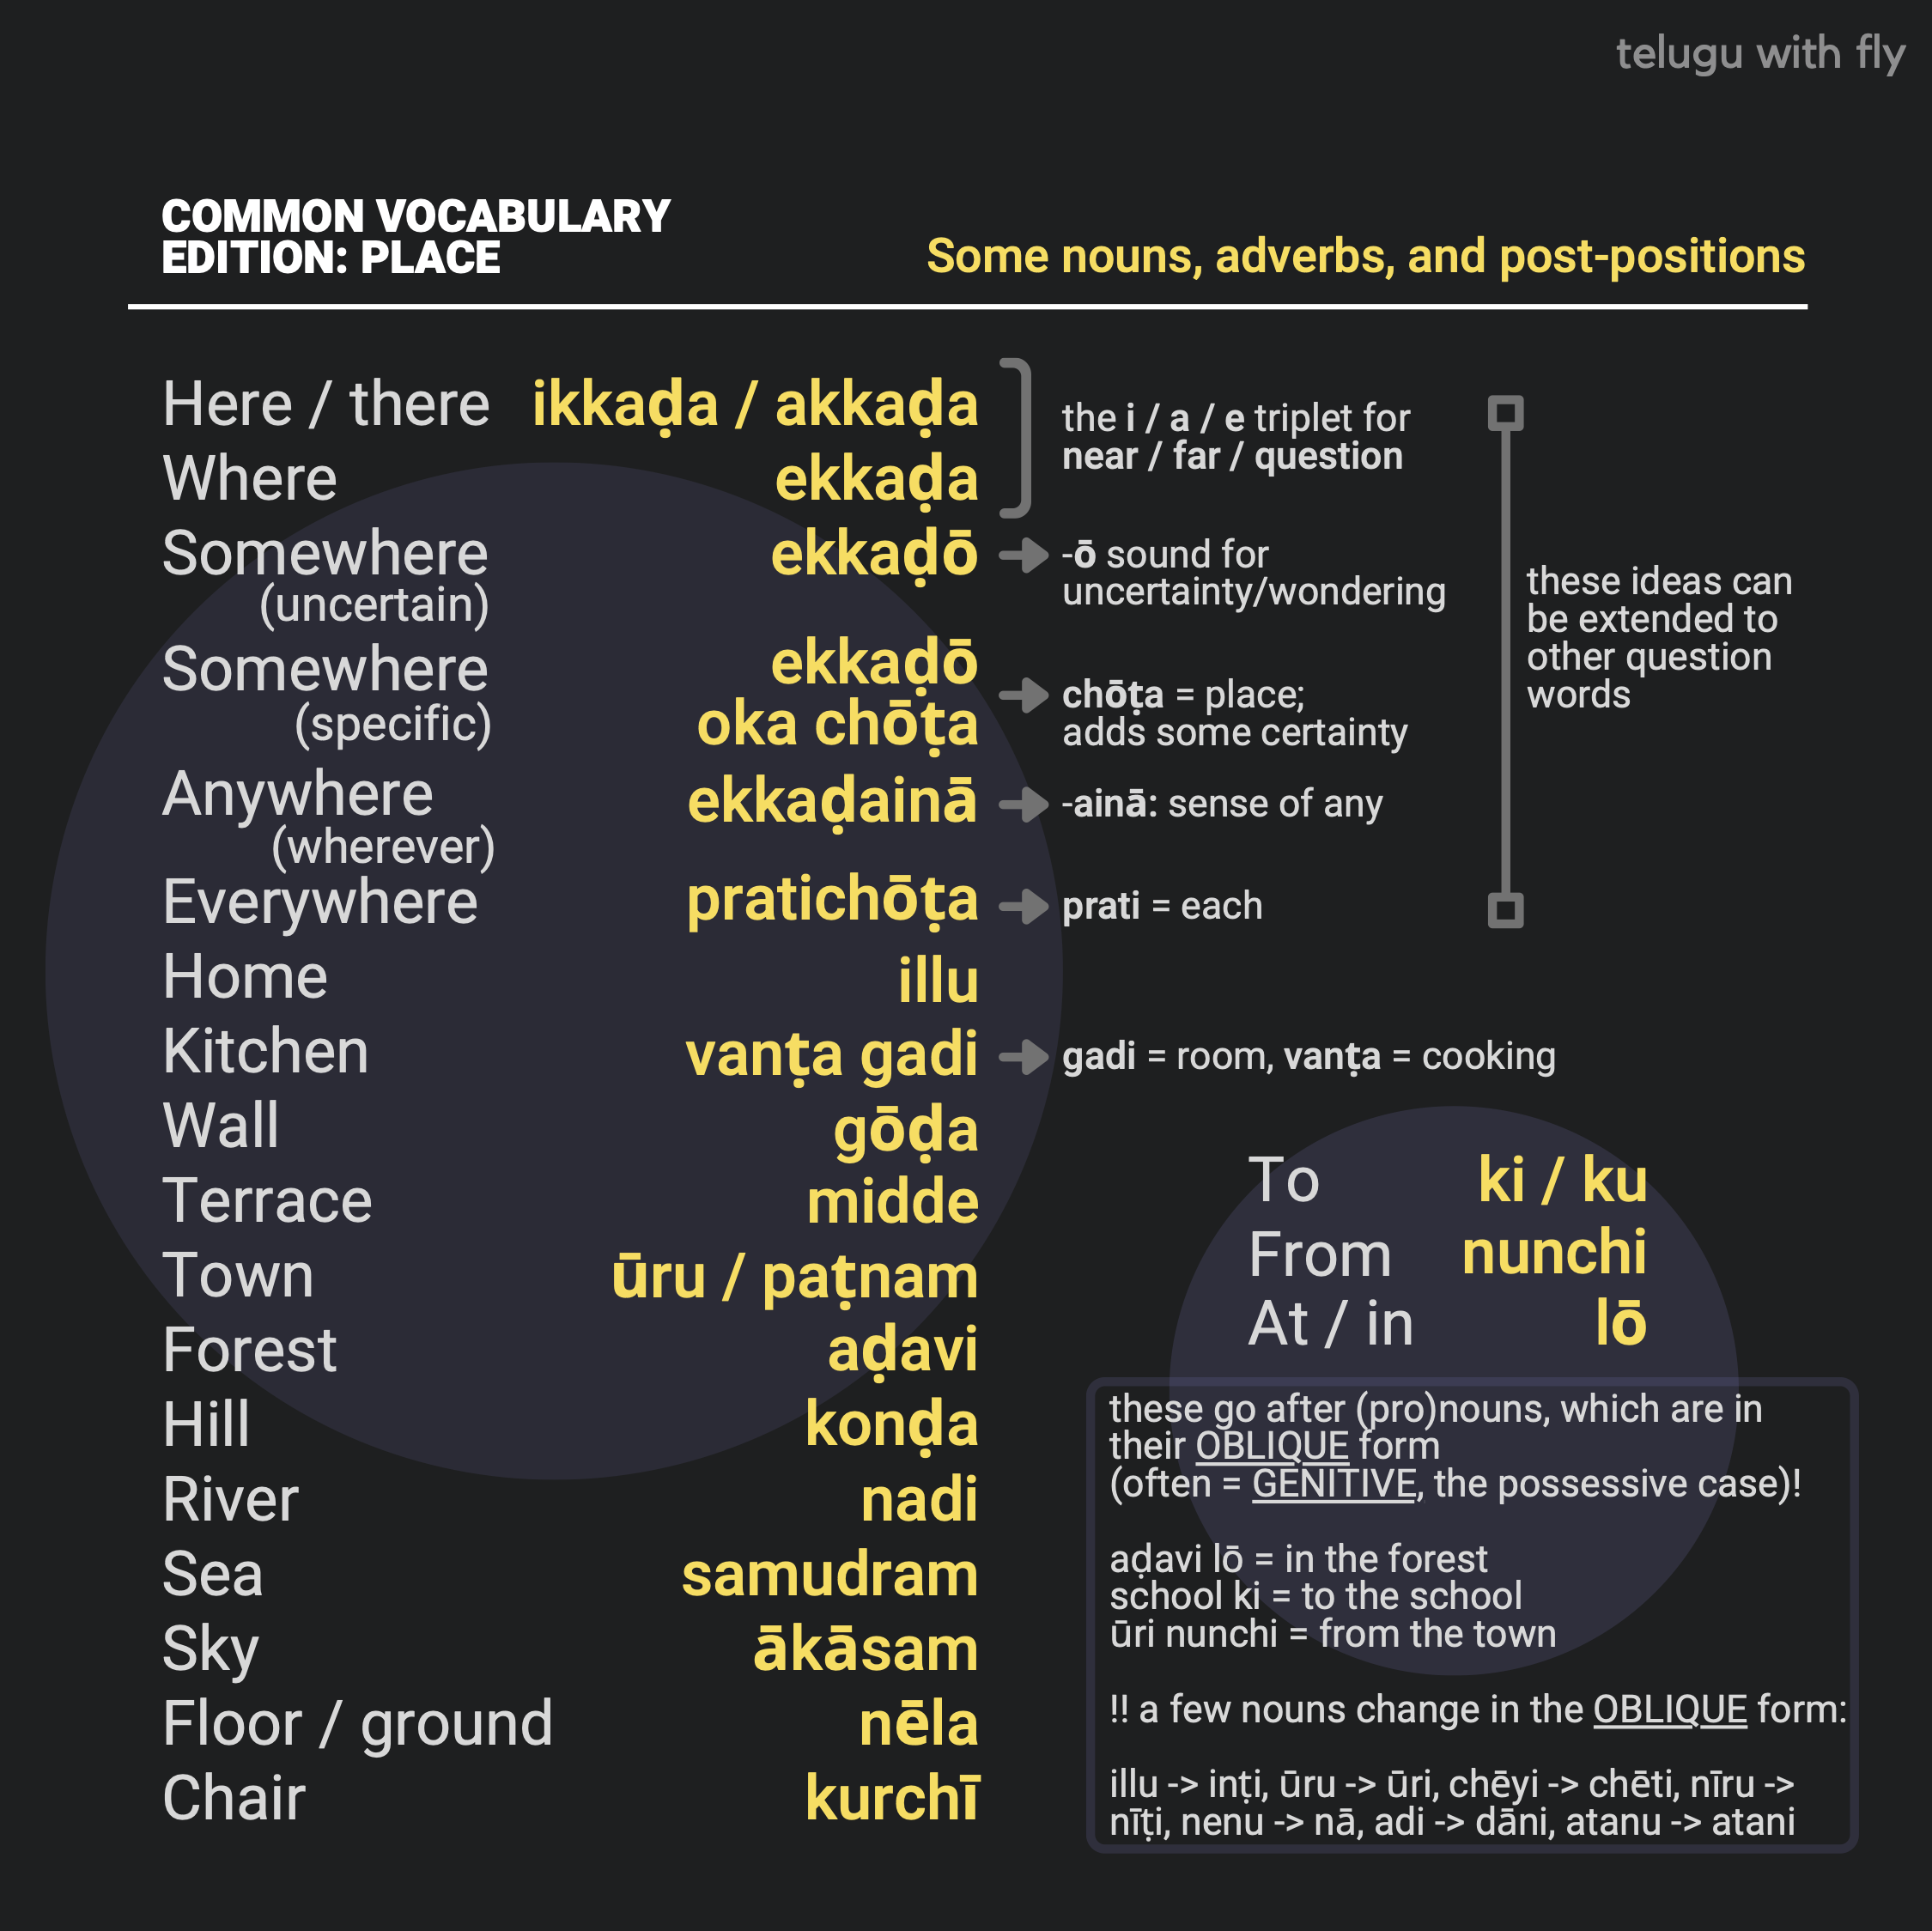 telugu with fly
COMMON VOCABULARY
EDITION: PLACE
Some nouns, adverbs, and post-positions
Here / there ikkaḍa / akkaḍa
Where ekkaḍa
the i / a / e triplet for
near / far / question
Somewhere ekkaḍō
(uncertain)
-ō sound for
uncertainty/wondering
Somewhere ekkaḍō
(specific) oka chōṭa
chōṭa = place;
adds some certainty
Anywhere ekkaḍainā
(wherever)
-ainā: sense of any
Everywhere pratichōṭa
prati = each
these ideas can
be extended to
other question
words
Home illu
Kitchen vanṭa gadi
gadi = room, vanṭa = cooking
Wall gōḍa
Terrace midde
Town ūru / paṭnam
Forest aḍavi
Hill konḍa
River nadi
Sea samudram
Sky ākāsam
Floor / ground nēla
Chair kurchī
To ki / ku
From nunchi
At / in lō
these go after (pro)nouns, which are in
their OBLIQUE form
(often = GENITIVE, the possessive case)!
aḍavi lō = in the forest
school ki = to the school
ūri nunchi = from the town
!! a few nouns change in the OBLIQUE form:
illu -> inṭi, ūru -> ūri, chēyi -> chēti, nīru ->
nīṭi, nenu -> nā, adi -> dāni, atanu -> atani